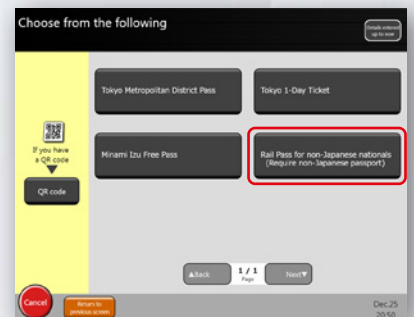 Choose from the following
Details entered
up to now
Tokyo Metropolitan District Pass
Tokyo 1-Day Ticket
If you have
a QR code
▼
QR code
Minami Izu Free Pass
Rail Pass for non-Japanese nationals
(Require non-Japanese passport)
▲Back
1 / 1
Page
Next▼
Cancel
Return to
previous screen
Dec.25
20:50